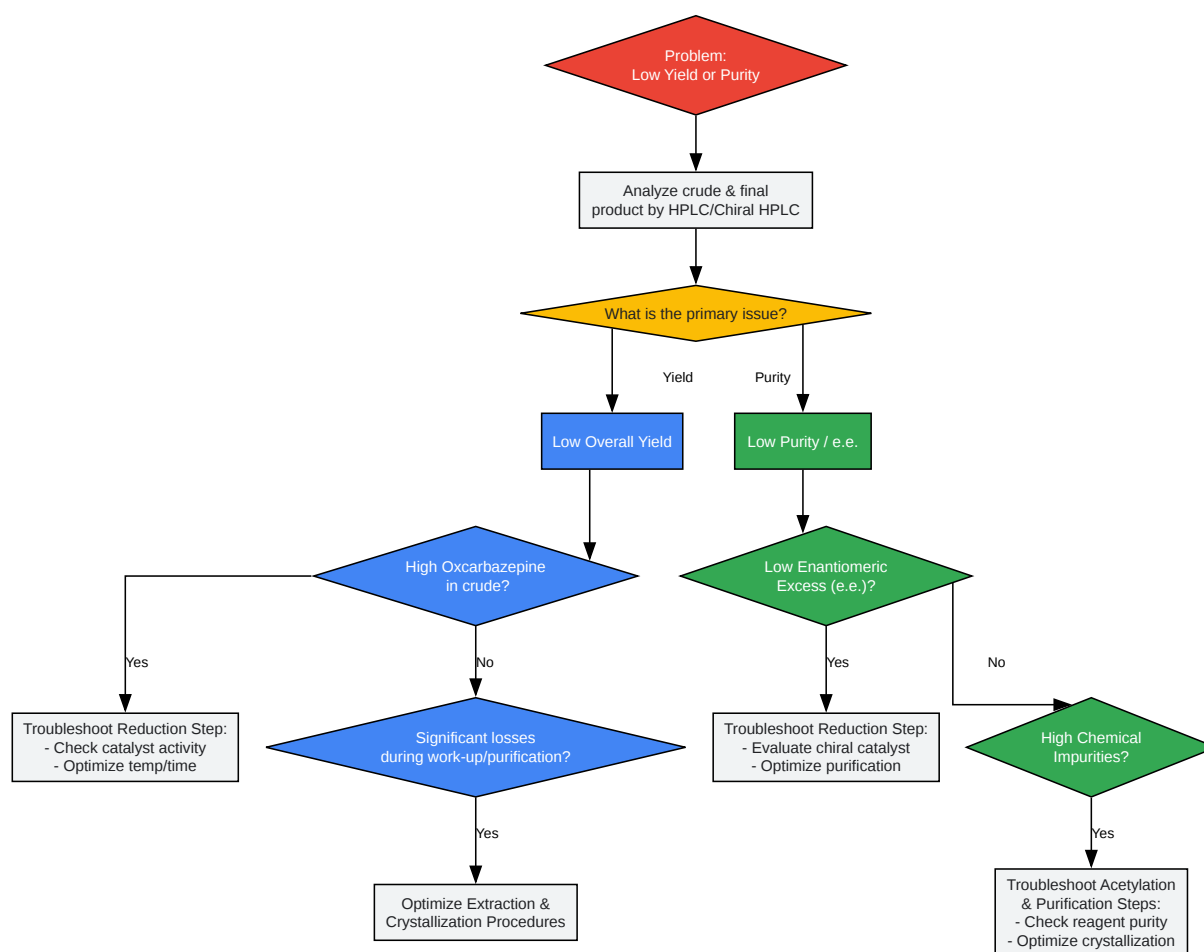 Problem:
Low Yield or Purity
Analyze crude & final
product by HPLC/Chiral HPLC
What is the primary issue?
Yield
Purity
Low Overall Yield
Low Purity / e.e.
High Oxcarbazepine
in crude?
Low Enantiomeric
Excess (e.e.)?
Yes
No
Yes
No
Troubleshoot Reduction Step:
- Check catalyst activity
- Optimize temp/time
Significant losses
during work-up/purification?
Troubleshoot Reduction Step:
- Evaluate chiral catalyst
- Optimize purification
High Chemical
Impurities?
Yes
Yes
Optimize Extraction &
Crystallization Procedures
Troubleshoot Acetylation
& Purification Steps:
- Check reagent purity
- Optimize crystallization